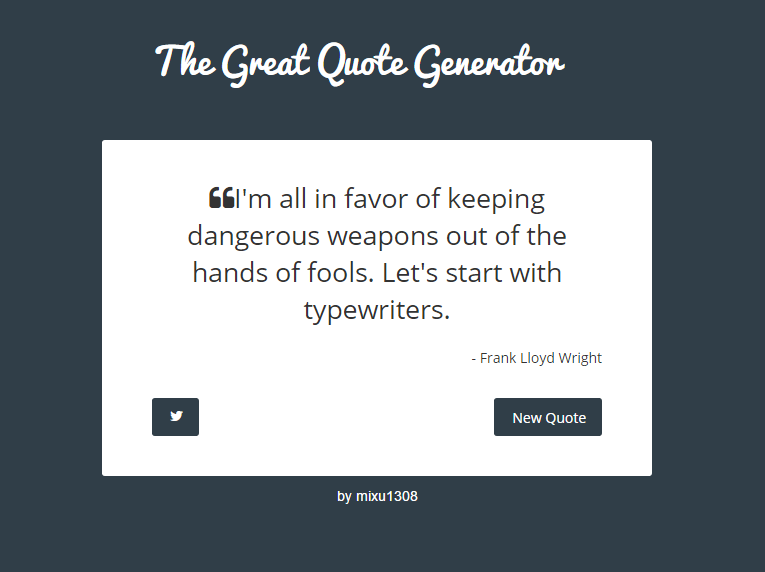 The Great Quote Generator
❝I'm all in favor of keeping
dangerous weapons out of the
hands of fools. Let's start with
typewriters.
- Frank Lloyd Wright
New Quote
by mixu1308